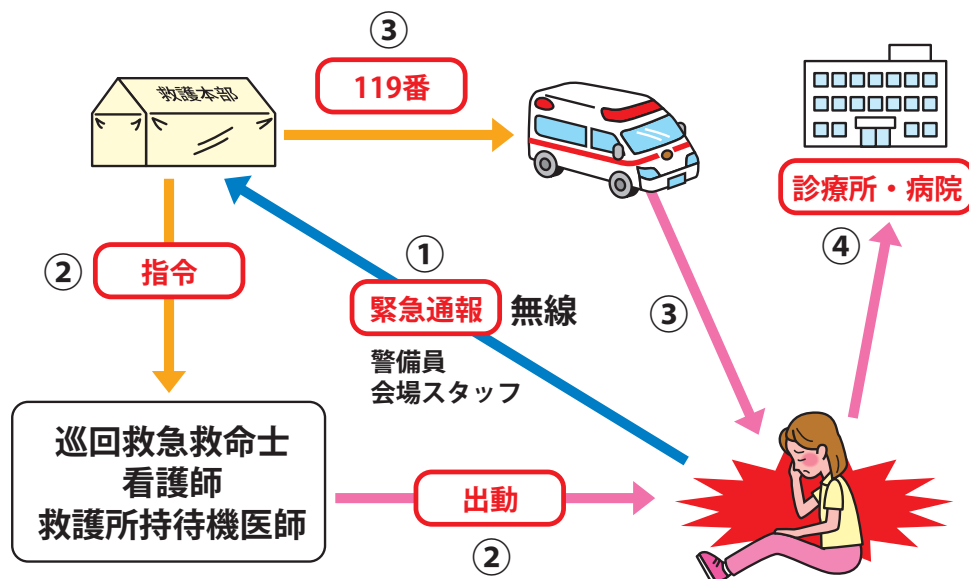 ③
119番
救護本部
診療所・病院
④
①
②
指令
緊急通報
無線
③
警備員
会場スタッフ
巡回救急救命士
看護師
救護所持待機医師
出動
②